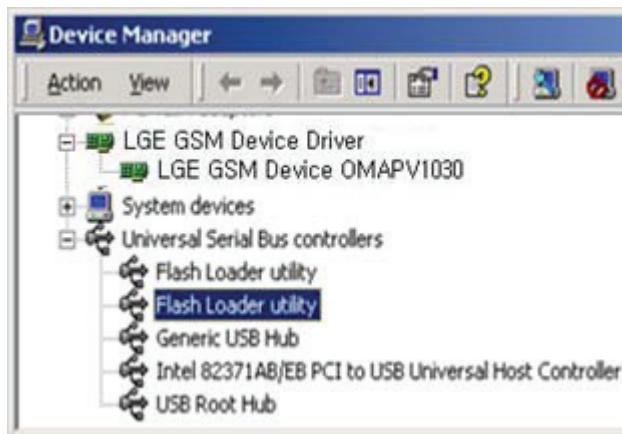 Device Manager
Action View
LGE GSM Device Driver
LGE GSM Device OMAPV1030
System devices
Universal Serial Bus controllers
Flash Loader utility
Flash Loader utility
Generic USB Hub
Intel 82371AB/EB PCI to USB Universal Host Controller
USB Root Hub